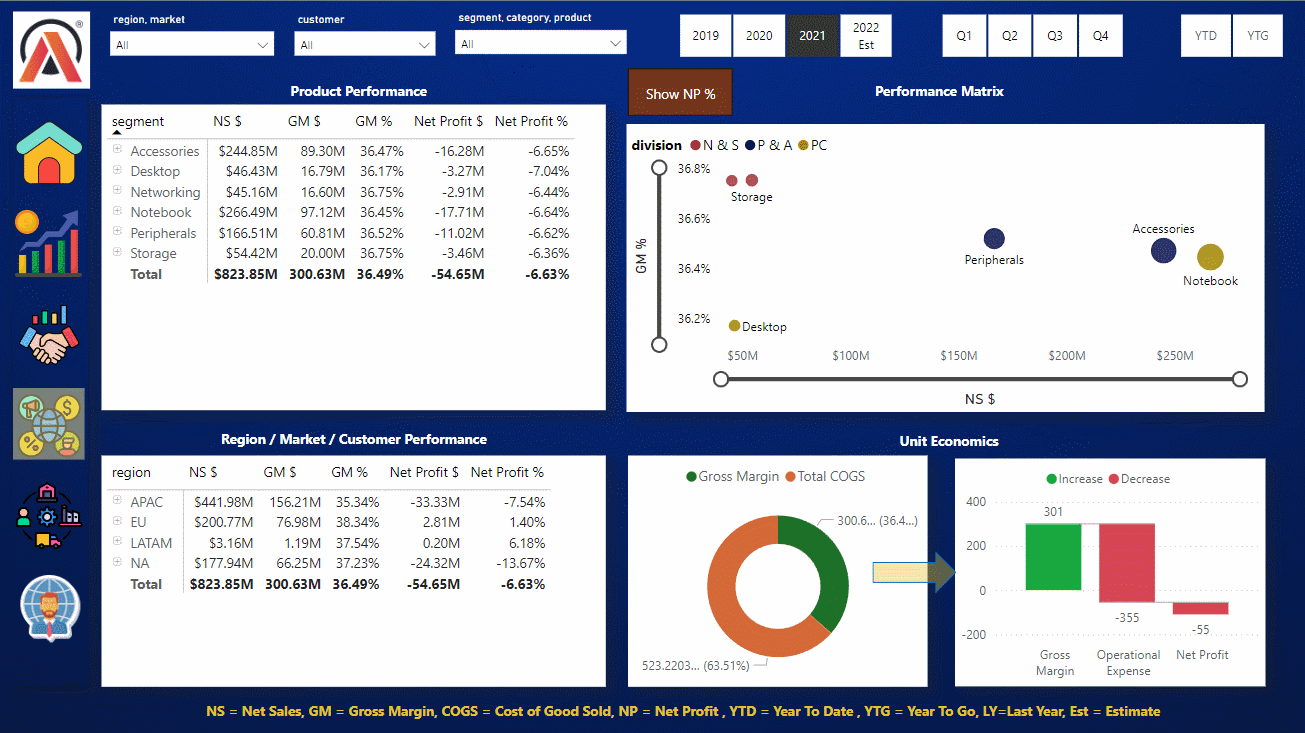 region, market
customer
segment, category, product
All
All
All
2019
2020
2021
2022 Est
Q1
Q2
Q3
Q4
YTD
YTG
®
Product Performance
segment NS $ GM $ GM % Net Profit $ Net Profit %
Accessories $244.85M 89.30M 36.47% -16.28M -6.65%
Desktop $46.43M 16.79M 36.17% -3.27M -7.04%
Networking $45.16M 16.60M 36.75% -2.91M -6.44%
Notebook $266.49M 97.12M 36.45% -17.71M -6.64%
Peripherals $166.51M 60.81M 36.52% -11.02M -6.62%
Storage $54.42M 20.00M 36.75% -3.46M -6.36%
Total $823.85M 300.63M 36.49% -54.65M -6.63%
Show NP %
Performance Matrix
division N & S P & A PC
36.8%
36.6%
36.4%
36.2%
GM %
Storage
Accessories
Peripherals
Notebook
Desktop
$50M $100M $150M $200M $250M
NS $
Region / Market / Customer Performance
region NS $ GM $ GM % Net Profit $ Net Profit %
APAC $441.98M 156.21M 35.34% -33.33M -7.54%
EU $200.77M 76.98M 38.34% 2.81M 1.40%
LATAM $3.16M 1.19M 37.54% 0.20M 6.18%
NA $177.94M 66.25M 37.23% -24.32M -13.67%
Total $823.85M 300.63M 36.49% -54.65M -6.63%
Unit Economics
Gross Margin Total COGS
300.6... (36.4...)
523.2203... (63.51%)
Increase Decrease
400
200
0
-200
301
-355
-55
Gross Margin
Operational Expense
Net Profit
NS = Net Sales, GM = Gross Margin, COGS = Cost of Good Sold, NP = Net Profit , YTD = Year To Date , YTG = Year To Go, LY=Last Year, Est = Estimate